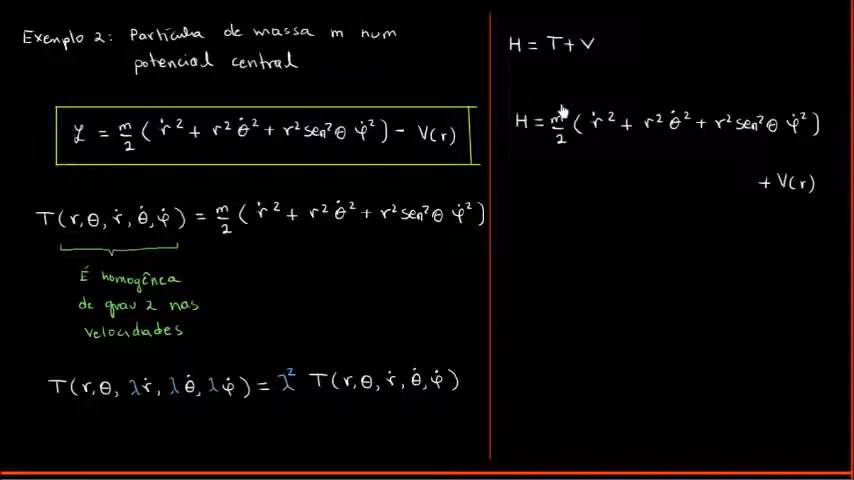 Exemplo 2: Partícula de massa m num
potencial central
ℒ = m/2 ( ṙ² + r² θ̇² + r² sen²θ φ̇² ) - V(r)
T(r, θ, ṙ, θ̇, φ̇) = m/2 ( ṙ² + r² θ̇² + r² sen²θ φ̇² )
É homogênea
de grau 2 nas
velocidades
T(r, θ, λṙ, λθ̇, λφ̇) = λ² T(r, θ, ṙ, θ̇, φ̇)
H = T + V
H = m/2 ( ṙ² + r² θ̇² + r² sen²θ φ̇² )
+ V(r)